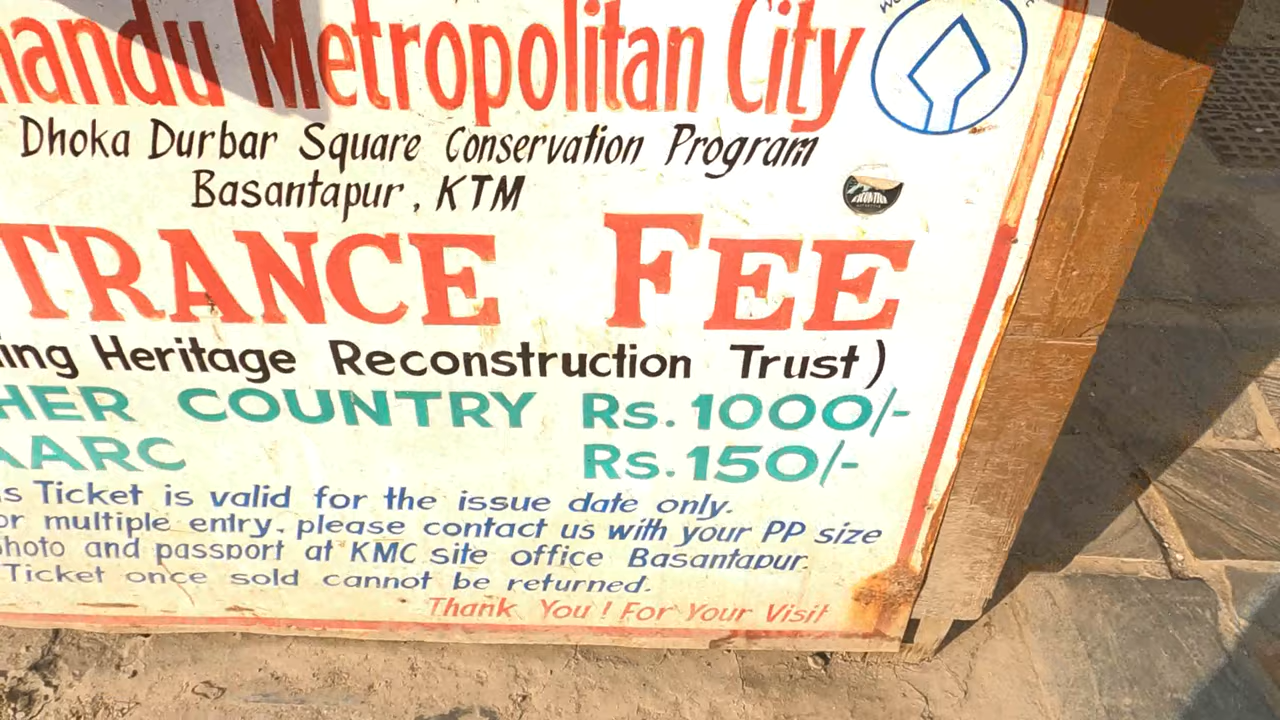 nandu Metropolitan City
Dhoka Durbar Square Conservation Program
Basantapur, KTM
TRANCE FEE
ing Heritage Reconstruction Trust)
HER COUNTRY Rs. 1000/-
AARC Rs. 150/-
s Ticket is valid for the issue date only.
or multiple entry, please contact us with your PP size
hoto and passport at KMC site office Basantapur.
Ticket once sold cannot be returned.
Thank You! For Your Visit